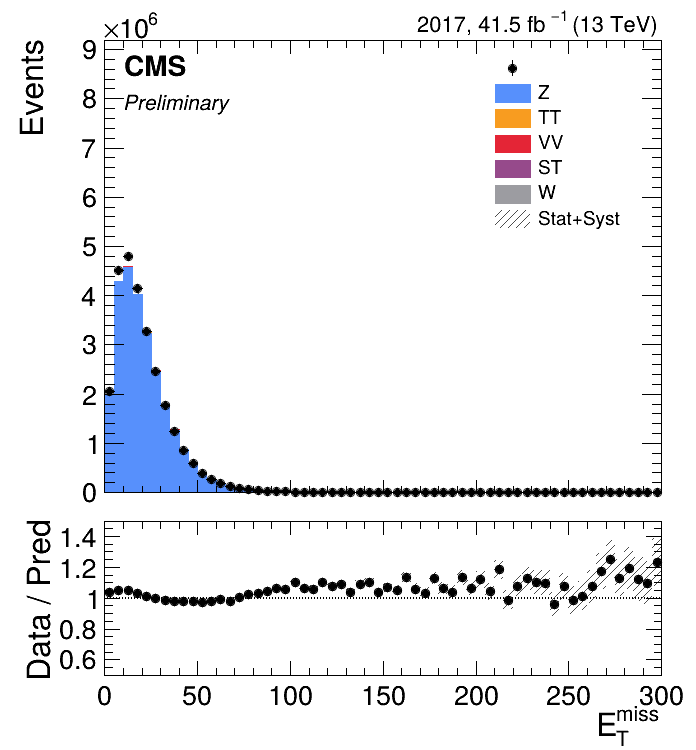 ×10⁶
2017, 41.5 fb⁻¹ (13 TeV)
Events
CMS
Preliminary
Z
TT
VV
ST
W
Stat+Syst
9
8
7
6
5
4
3
2
1
0
Data / Pred
1.4
1.2
1
0.8
0.6
0 50 100 150 200 250 300
E_T^miss